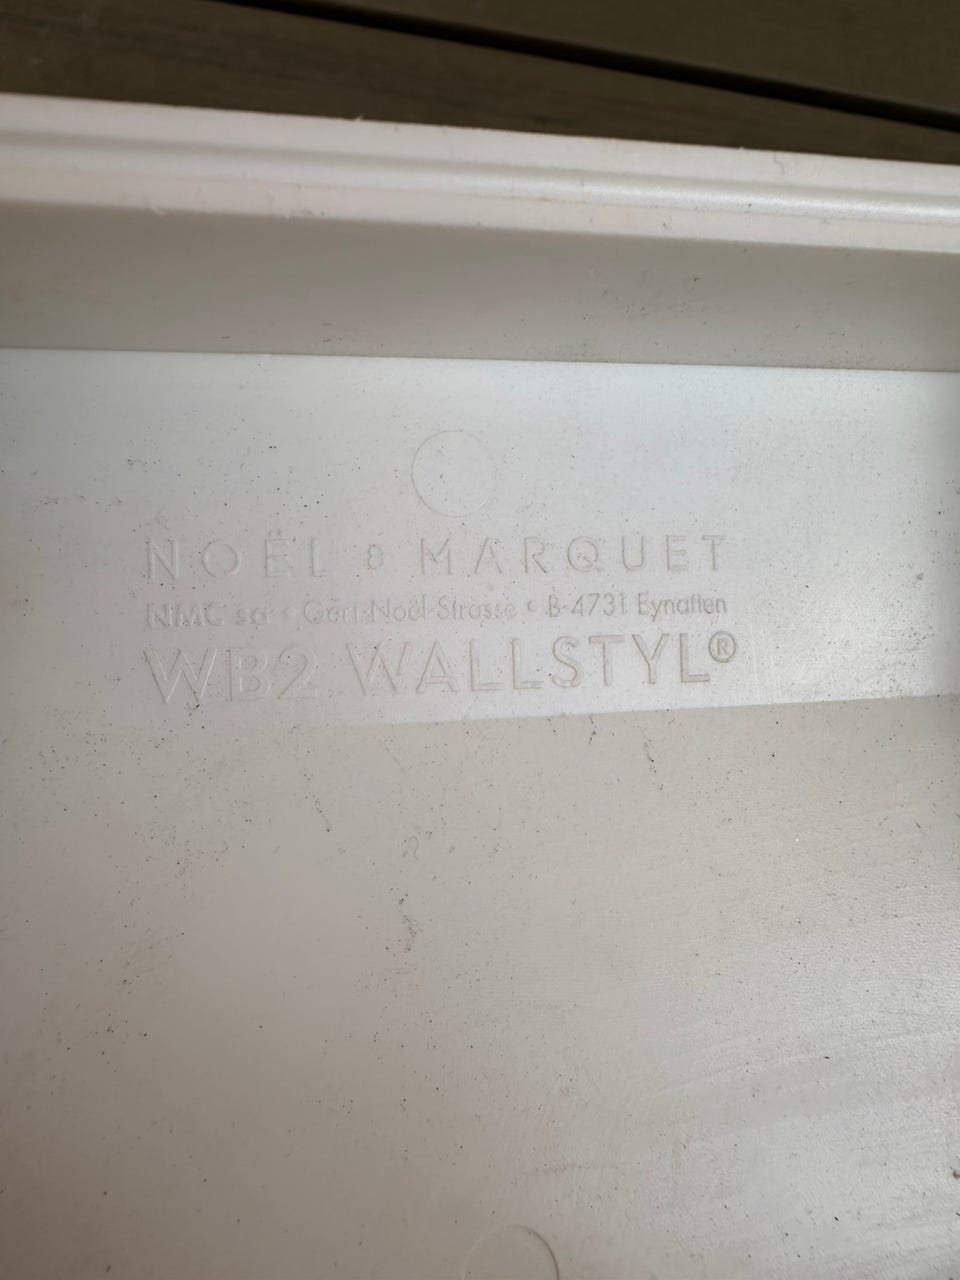 NOËL & MARQUET
NMC sa • Gert-Noël-Strasse • B-4731 Eynatten
WB2 WALLSTYL®